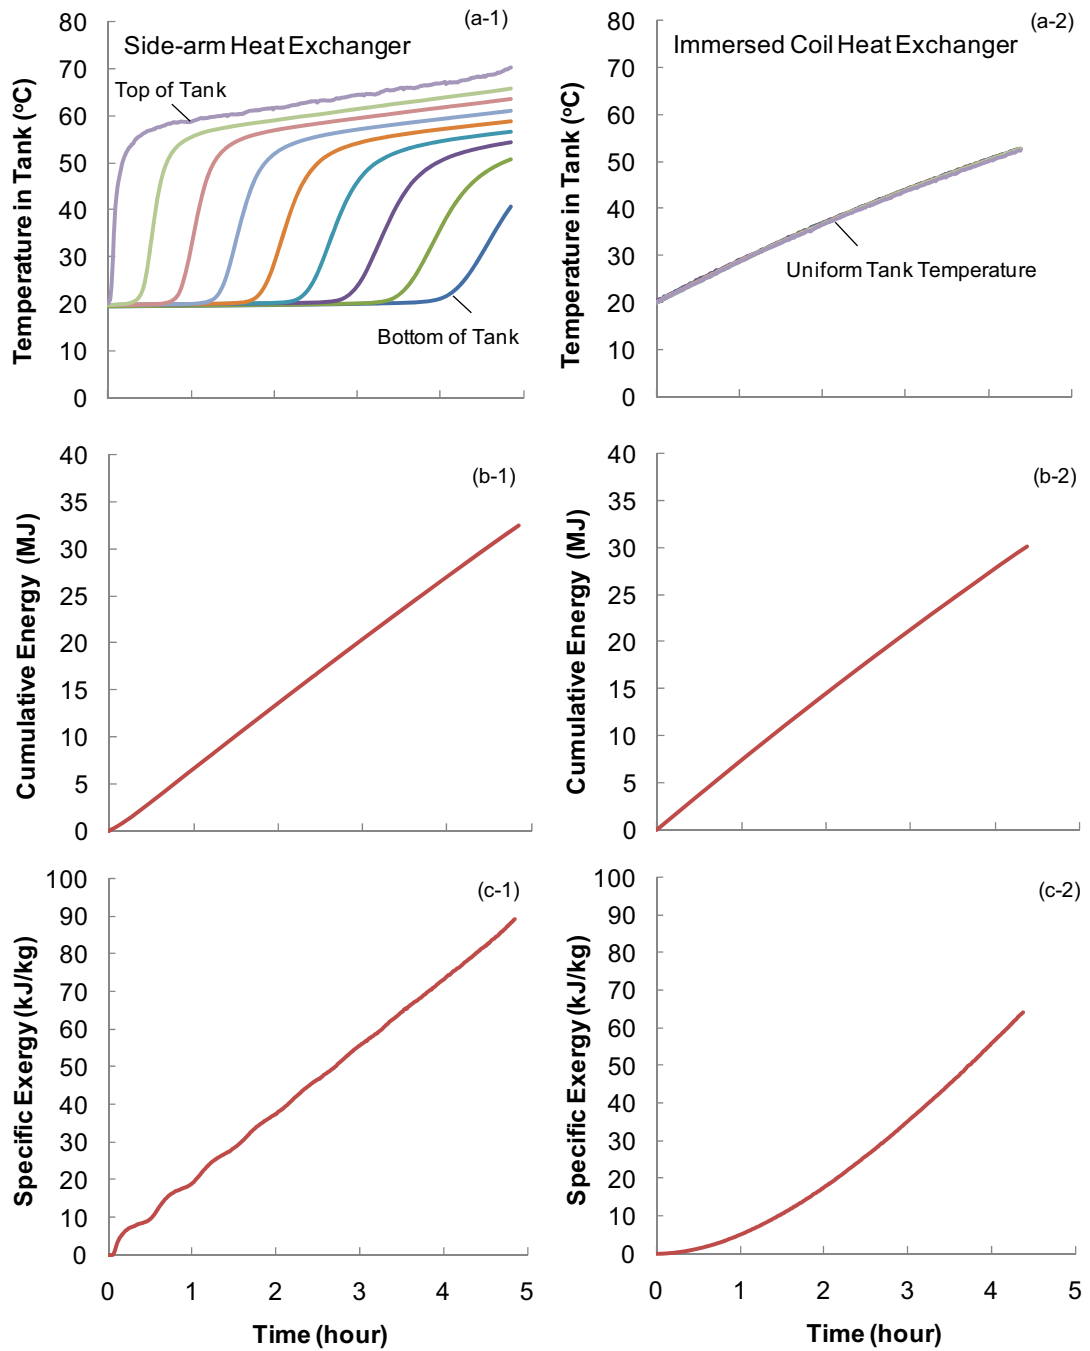 (a-1)
Side-arm Heat Exchanger
Top of Tank
Bottom of Tank
Temperature in Tank (°C)
80
70
60
50
40
30
20
10
0
(a-2)
Immersed Coil Heat Exchanger
Uniform Tank Temperature
Temperature in Tank (°C)
80
70
60
50
40
30
20
10
0
(b-1)
Cumulative Energy (MJ)
40
35
30
25
20
15
10
5
0
(b-2)
Cumulative Energy (MJ)
40
35
30
25
20
15
10
5
0
(c-1)
Specific Exergy (kJ/kg)
100
90
80
70
60
50
40
30
20
10
0
0 1 2 3 4 5
Time (hour)
(c-2)
Specific Exergy (kJ/kg)
100
90
80
70
60
50
40
30
20
10
0
0 1 2 3 4 5
Time (hour)